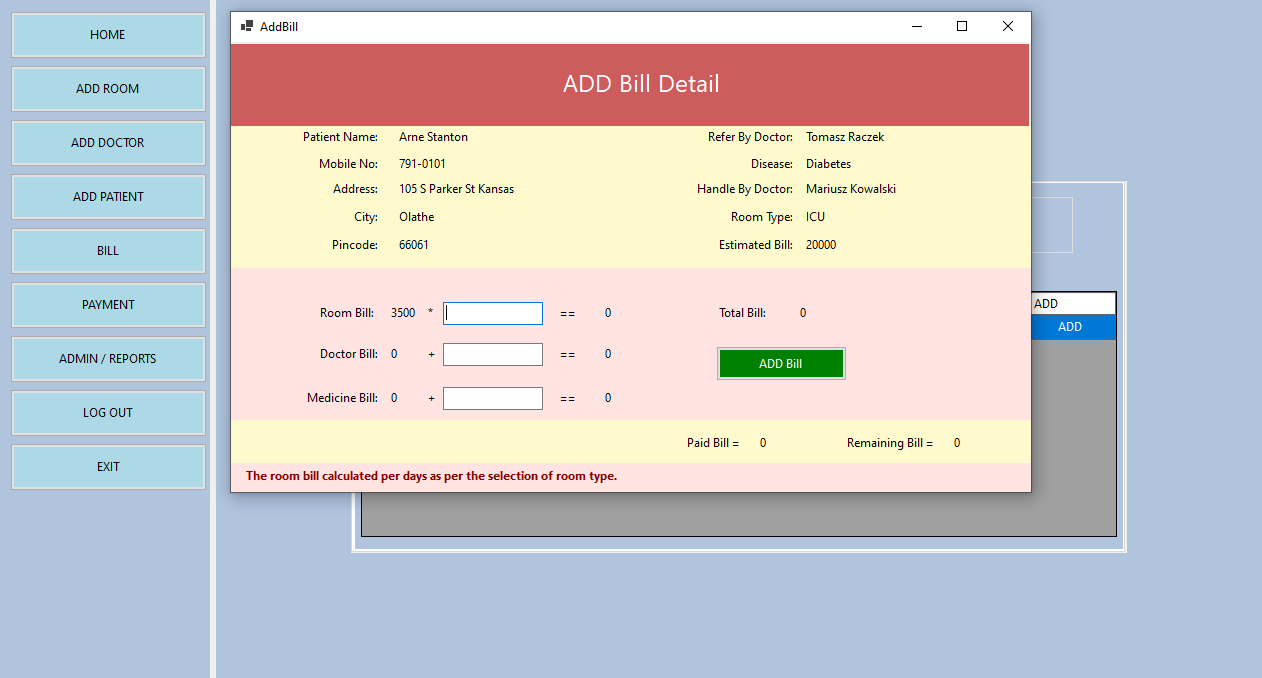 HOME
ADD ROOM
ADD DOCTOR
ADD PATIENT
BILL
PAYMENT
ADMIN / REPORTS
LOG OUT
EXIT
AddBill
ADD Bill Detail
Patient Name: Arne Stanton Refer By Doctor: Tomasz Raczek
Mobile No: 791-0101 Disease: Diabetes
Address: 105 S Parker St Kansas Handle By Doctor: Mariusz Kowalski
City: Olathe Room Type: ICU
Pincode: 66061 Estimated Bill: 20000
Room Bill: 3500 * == 0 Total Bill: 0
Doctor Bill: 0 + == 0
ADD Bill
Medicine Bill: 0 + == 0
Paid Bill = 0 Remaining Bill = 0
The room bill calculated per days as per the selection of room type.
ADD
ADD